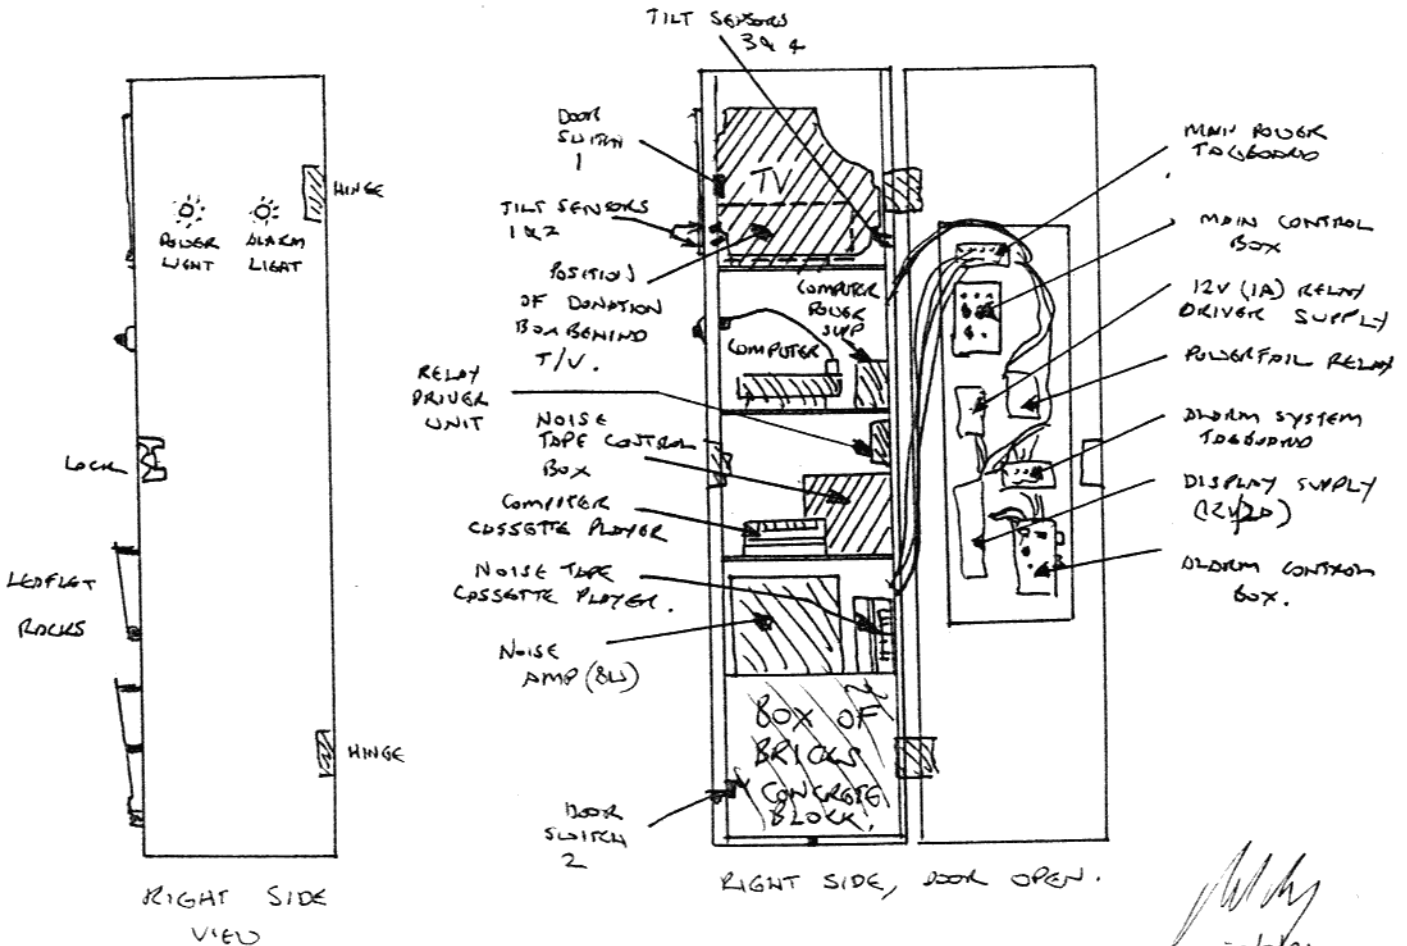 TILT SENSORS
3 & 4
DOOR
SWITCH
1
TILT SENSORS
1 & 2
POSITION
OF DONATION
BOX BEHIND
T/V.
RELAY
DRIVER
UNIT
NOISE
TAPE CONTROL
BOX
COMPUTER
CASSETTE PLAYER
NOISE TAPE
CASSETTE PLAYER.
NOISE
AMP (8W)
DOOR
SWITCH
2
HINGE
POWER
LIGHT
ALARM
LIGHT
LOCK
LEAFLET
RACKS
HINGE
RIGHT SIDE
VIEW
TV
COMPUTER
POWER
SUPP
COMPUTER
BOX OF
BRICKS
CONCRETE
BLOCK.
RIGHT SIDE, DOOR OPEN.
MAIN POWER
TAGBOARD
MAIN CONTROL
BOX
12V (1A) RELAY
DRIVER SUPPLY
POWERFAIL RELAY
ALARM SYSTEM
TAGBOARD
DISPLAY SUPPLY
(12V/2A)
ALARM CONTROL
BOX.